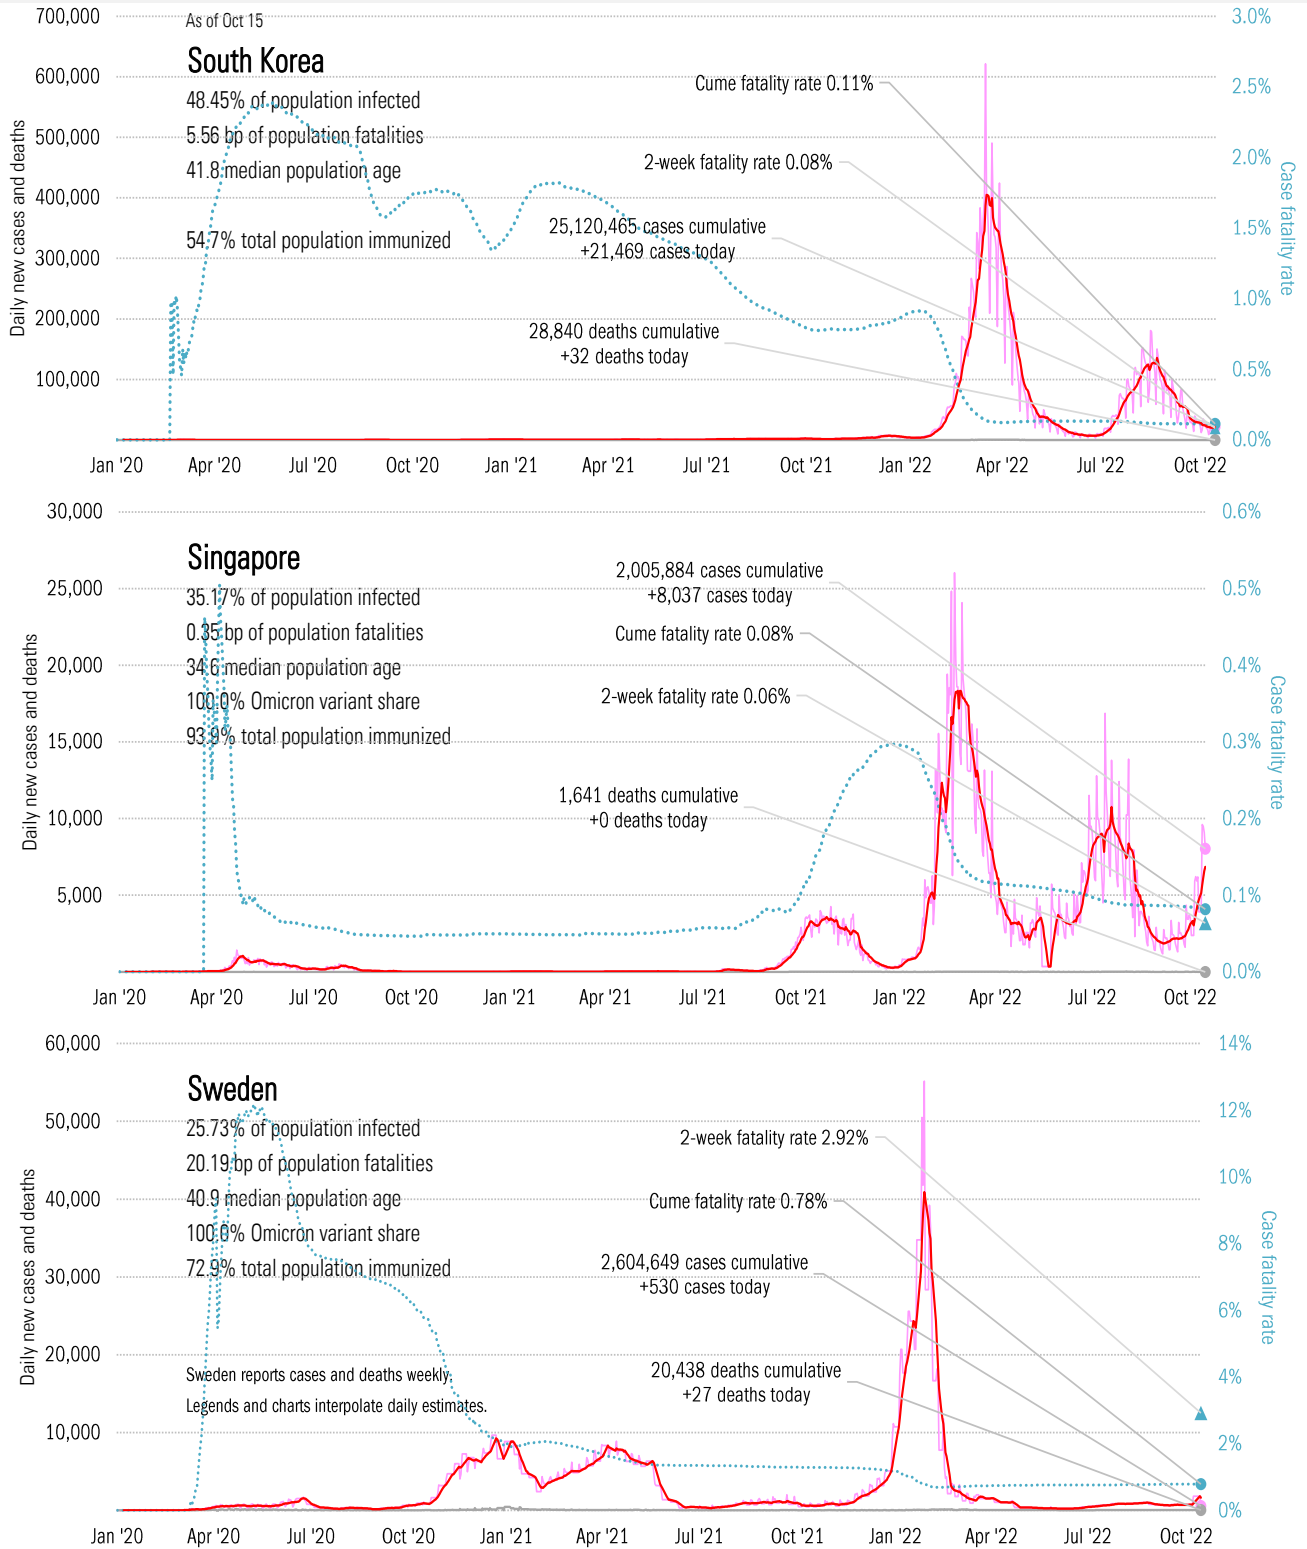 700,000
600,000
500,000
400,000
300,000
200,000
100,000
Daily new cases and deaths
As of Oct 15
South Korea
48.45% of population infected
5.56 bp of population fatalities
41.8 median population age
54.7% total population immunized
Cume fatality rate 0.11%
2-week fatality rate 0.08%
25,120,465 cases cumulative
+21,469 cases today
28,840 deaths cumulative
+32 deaths today
3.0%
2.5%
2.0%
1.5%
1.0%
0.5%
0.0%
Case fatality rate
Jan '20 Apr '20 Jul '20 Oct '20 Jan '21 Apr '21 Jul '21 Oct '21 Jan '22 Apr '22 Jul '22 Oct '22
30,000
25,000
20,000
15,000
10,000
5,000
Daily new cases and deaths
Singapore
35.17% of population infected
0.35 bp of population fatalities
34.6 median population age
100.0% Omicron variant share
93.9% total population immunized
2,005,884 cases cumulative
+8,037 cases today
Cume fatality rate 0.08%
2-week fatality rate 0.06%
1,641 deaths cumulative
+0 deaths today
0.6%
0.5%
0.4%
0.3%
0.2%
0.1%
0.0%
Case fatality rate
Jan '20 Apr '20 Jul '20 Oct '20 Jan '21 Apr '21 Jul '21 Oct '21 Jan '22 Apr '22 Jul '22 Oct '22
60,000
50,000
40,000
30,000
20,000
10,000
Daily new cases and deaths
Sweden
25.73% of population infected
20.19 bp of population fatalities
40.9 median population age
100.0% Omicron variant share
72.9% total population immunized
Sweden reports cases and deaths weekly.
Legends and charts interpolate daily estimates.
2-week fatality rate 2.92%
Cume fatality rate 0.78%
2,604,649 cases cumulative
+530 cases today
20,438 deaths cumulative
+27 deaths today
14%
12%
10%
8%
6%
4%
2%
0%
Case fatality rate
Jan '20 Apr '20 Jul '20 Oct '20 Jan '21 Apr '21 Jul '21 Oct '21 Jan '22 Apr '22 Jul '22 Oct '22